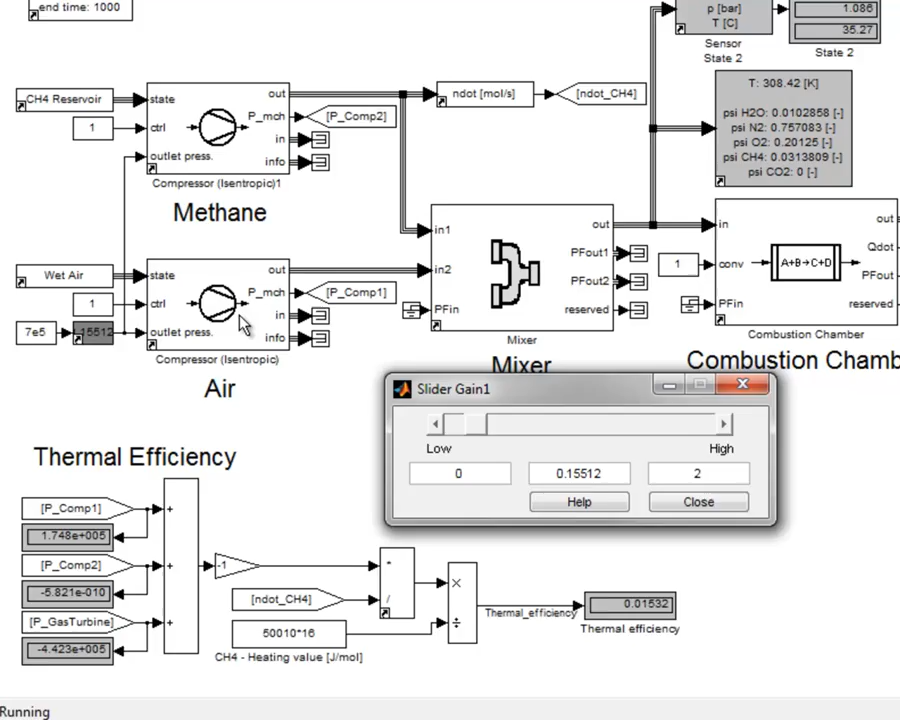 end time: 1000
p [bar]
T [C]
Sensor
State 2
1.086
35.27
State 2
CH4 Reservoir
state
out
P_mch
[P_Comp2]
1
ctrl
in
outlet press.
info
Compressor (Isentropic)1
Methane
ndot [mol/s]
[ndot_CH4]
T: 308.42 [K]
psi H2O: 0.0102858 [-]
psi N2: 0.757083 [-]
psi O2: 0.20125 [-]
psi CH4: 0.0313809 [-]
psi CO2: 0 [-]
Wet Air
state
out
P_mch
[P_Comp1]
1
ctrl
in
7e5
15512
outlet press.
info
Compressor (Isentropic)
Air
in1
out
in2
PFout1
PFout2
PFin
reserved
Mixer
Mixer
in
out
1
conv
A+B→C+D
Qdot
PFout
PFin
reserved
Combustion Chamber
Combustion Chamb
Slider Gain1
Low
High
0
0.15512
2
Help
Close
Thermal Efficiency
[P_Comp1]
+
1.748e+005
[P_Comp2]
+
-5.821e-010
[P_GasTurbine]
+
-4.423e+005
-1
[ndot_CH4]
/
50010*16
CH4 - Heating value [J/mol]
×
÷
Thermal_efficiency
0.01532
Thermal efficiency
Running